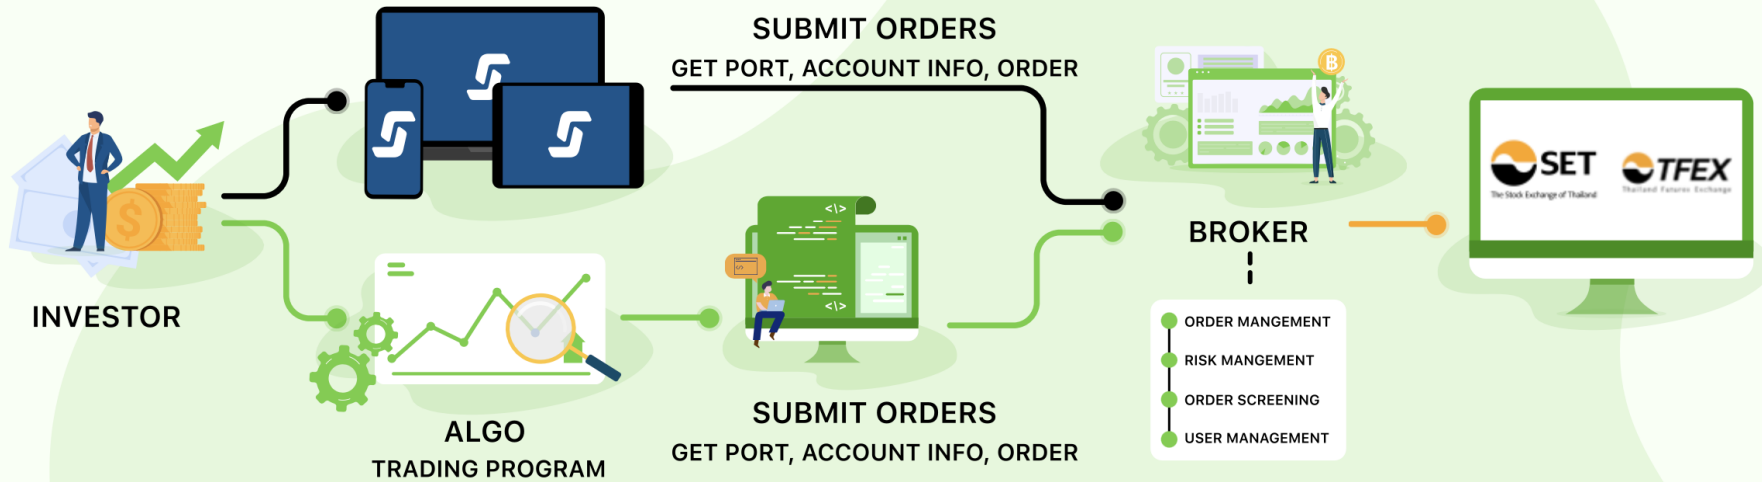 SUBMIT ORDERS
GET PORT, ACCOUNT INFO, ORDER
INVESTOR
ALGO
TRADING PROGRAM
</>
</>
SUBMIT ORDERS
GET PORT, ACCOUNT INFO, ORDER
BROKER
ORDER MANGEMENT
RISK MANGEMENT
ORDER SCREENING
USER MANAGEMENT
SET
The Stock Exchange of Thailand
TFEX
Thailand Futures Exchange